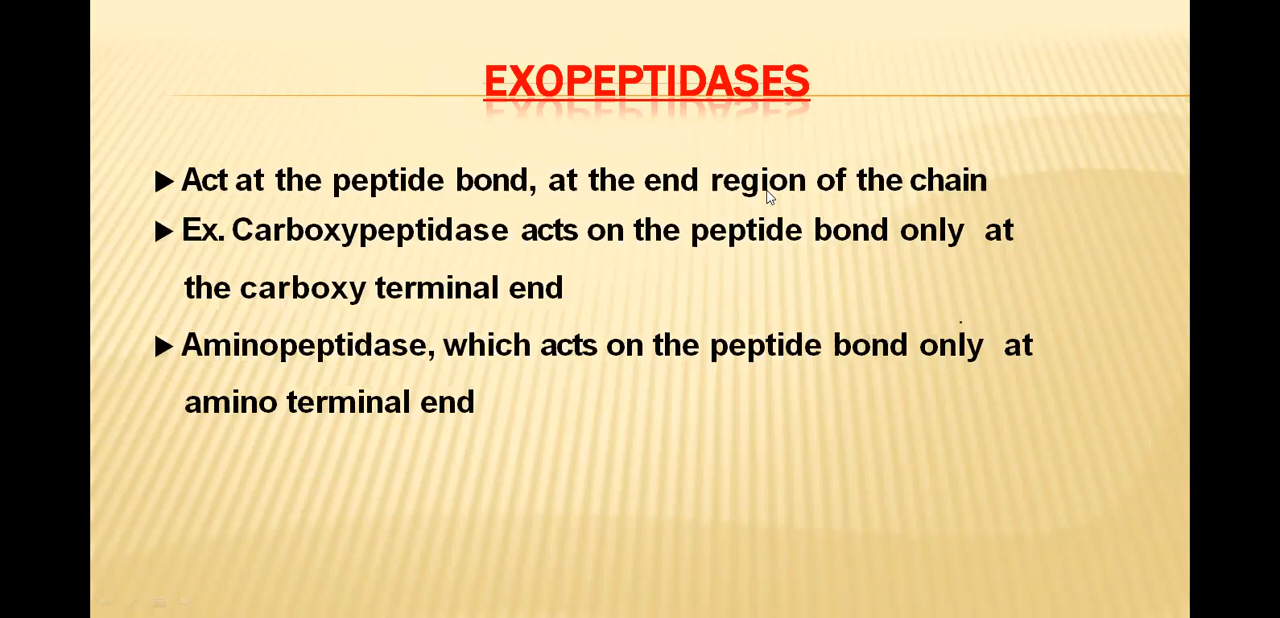 EXOPEPTIDASES
Act at the peptide bond, at the end region of the chain
Ex. Carboxypeptidase acts on the peptide bond only at
the carboxy terminal end
Aminopeptidase, which acts on the peptide bond only at
amino terminal end